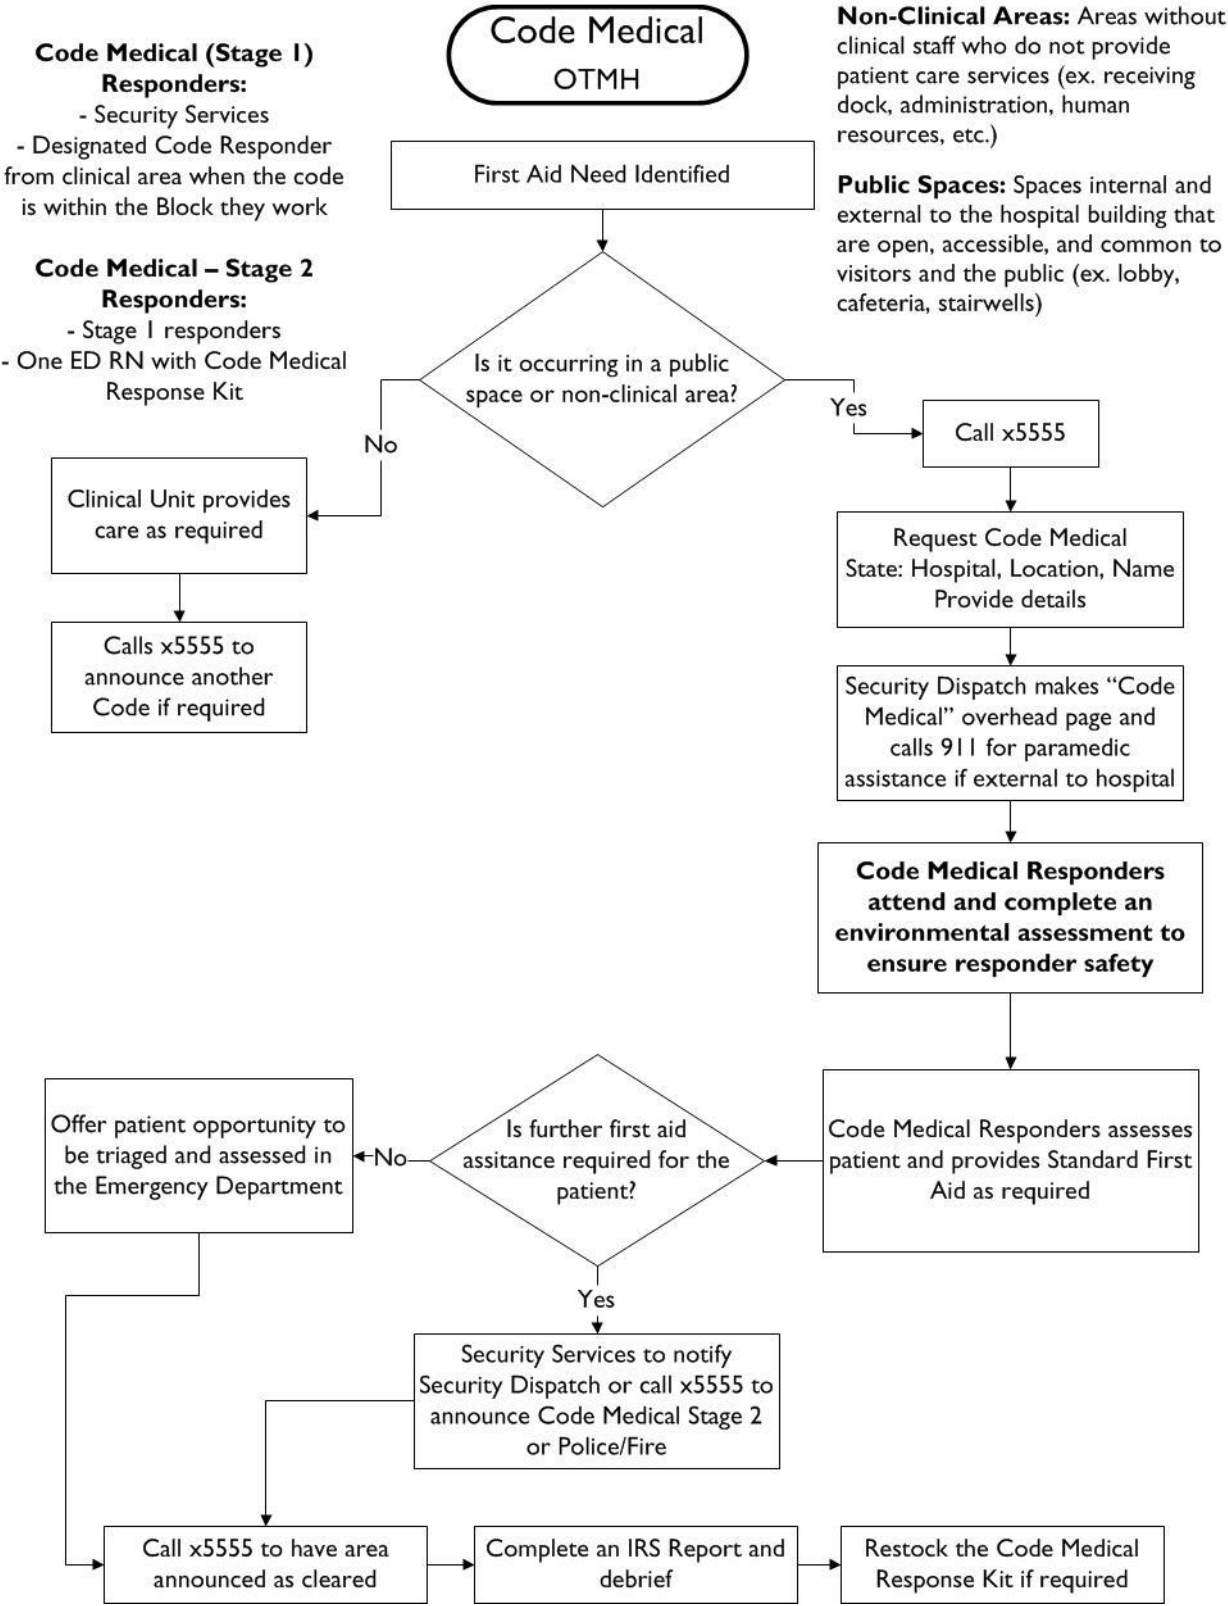 Code Medical
OTMH
Code Medical (Stage 1)
Responders:
- Security Services
- Designated Code Responder
from clinical area when the code
is within the Block they work
Code Medical – Stage 2
Responders:
- Stage 1 responders
- One ED RN with Code Medical
Response Kit
Non-Clinical Areas: Areas without
clinical staff who do not provide
patient care services (ex. receiving
dock, administration, human
resources, etc.)
Public Spaces: Spaces internal and
external to the hospital building that
are open, accessible, and common to
visitors and the public (ex. lobby,
cafeteria, stairwells)
First Aid Need Identified
Is it occurring in a public
space or non-clinical area?
No
Yes
Clinical Unit provides
care as required
Calls x5555 to
announce another
Code if required
Call x5555
Request Code Medical
State: Hospital, Location, Name
Provide details
Security Dispatch makes “Code
Medical” overhead page and
calls 911 for paramedic
assistance if external to hospital
Code Medical Responders
attend and complete an
environmental assessment to
ensure responder safety
Code Medical Responders assesses
patient and provides Standard First
Aid as required
Is further first aid
assitance required for the
patient?
No
Offer patient opportunity to
be triaged and assessed in
the Emergency Department
Yes
Security Services to notify
Security Dispatch or call x5555 to
announce Code Medical Stage 2
or Police/Fire
Call x5555 to have area
announced as cleared
Complete an IRS Report and
debrief
Restock the Code Medical
Response Kit if required